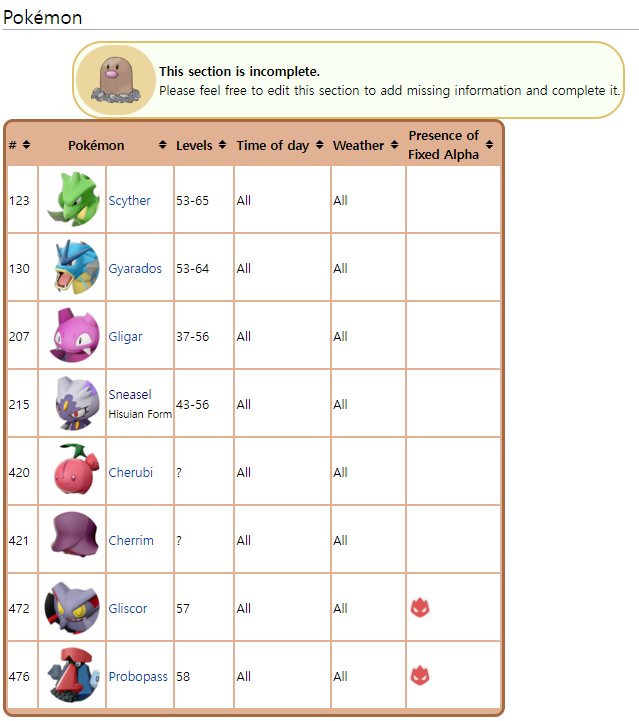 Pokémon
This section is incomplete.
Please feel free to edit this section to add missing information and complete it.
# Pokémon Levels Time of day Weather Presence of
Fixed Alpha
123 Scyther 53-65 All All
130 Gyarados 53-64 All All
207 Gligar 37-56 All All
215 Sneasel 43-56 All All
Hisuian Form
420 Cherubi ? All All
421 Cherrim ? All All
472 Gliscor 57 All All
476 Probopass 58 All All